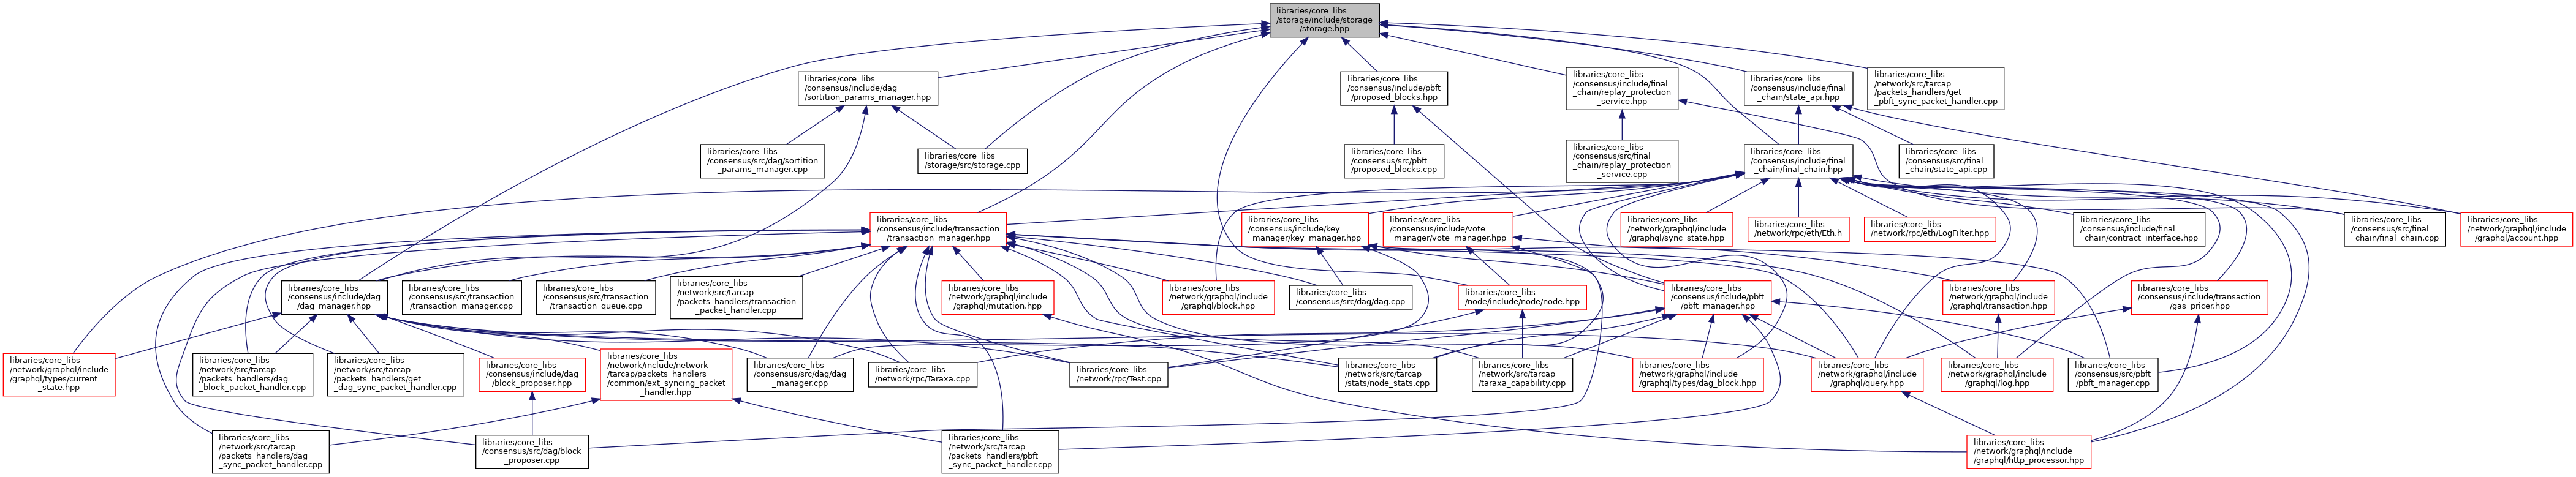 libraries/core_libs
/storage/include/storage
/storage.hpp
libraries/core_libs
/consensus/include/dag
/sortition_params_manager.hpp
libraries/core_libs
/consensus/include/pbft
/proposed_blocks.hpp
libraries/core_libs
/consensus/include/final
_chain/replay_protection
_service.hpp
libraries/core_libs
/consensus/include/final
_chain/state_api.hpp
libraries/core_libs
/network/src/tarcap
/packets_handlers/get
_pbft_sync_packet_handler.cpp
libraries/core_libs
/consensus/src/dag/sortition
_params_manager.cpp
libraries/core_libs
/storage/src/storage.cpp
libraries/core_libs
/consensus/src/pbft
/proposed_blocks.cpp
libraries/core_libs
/consensus/src/final
_chain/replay_protection
_service.cpp
libraries/core_libs
/consensus/include/final
_chain/final_chain.hpp
libraries/core_libs
/consensus/src/final
_chain/state_api.cpp
libraries/core_libs
/consensus/include/transaction
/transaction_manager.hpp
libraries/core_libs
/consensus/include/key
_manager/key_manager.hpp
libraries/core_libs
/consensus/include/vote
_manager/vote_manager.hpp
libraries/core_libs
/network/graphql/include
/graphql/sync_state.hpp
libraries/core_libs
/network/rpc/eth/Eth.h
libraries/core_libs
/network/rpc/eth/LogFilter.hpp
libraries/core_libs
/consensus/include/final
_chain/contract_interface.hpp
libraries/core_libs
/consensus/src/final
_chain/final_chain.cpp
libraries/core_libs
/network/graphql/include
/graphql/account.hpp
libraries/core_libs
/consensus/include/dag
/dag_manager.hpp
libraries/core_libs
/consensus/src/transaction
/transaction_manager.cpp
libraries/core_libs
/consensus/src/transaction
/transaction_queue.cpp
libraries/core_libs
/network/src/tarcap
/packets_handlers/transaction
_packet_handler.cpp
libraries/core_libs
/network/graphql/include
/graphql/mutation.hpp
libraries/core_libs
/network/graphql/include
/graphql/block.hpp
libraries/core_libs
/consensus/src/dag/dag.cpp
libraries/core_libs
/node/include/node/node.hpp
libraries/core_libs
/consensus/include/pbft
/pbft_manager.hpp
libraries/core_libs
/network/graphql/include
/graphql/transaction.hpp
libraries/core_libs
/consensus/include/transaction
/gas_pricer.hpp
libraries/core_libs
/network/graphql/include
/graphql/types/current
_state.hpp
libraries/core_libs
/network/src/tarcap
/packets_handlers/dag
_block_packet_handler.cpp
libraries/core_libs
/network/src/tarcap
/packets_handlers/get
_dag_sync_packet_handler.cpp
libraries/core_libs
/consensus/include/dag
/block_proposer.hpp
libraries/core_libs
/network/include/network
/tarcap/packets_handlers
/common/ext_syncing_packet
_handler.hpp
libraries/core_libs
/consensus/src/dag/dag
_manager.cpp
libraries/core_libs
/network/rpc/Taraxa.cpp
libraries/core_libs
/network/rpc/Test.cpp
libraries/core_libs
/network/src/tarcap
/stats/node_stats.cpp
libraries/core_libs
/network/src/tarcap
/taraxa_capability.cpp
libraries/core_libs
/network/graphql/include
/graphql/types/dag_block.hpp
libraries/core_libs
/network/graphql/include
/graphql/query.hpp
libraries/core_libs
/network/graphql/include
/graphql/log.hpp
libraries/core_libs
/consensus/src/pbft
/pbft_manager.cpp
libraries/core_libs
/network/src/tarcap
/packets_handlers/dag
_sync_packet_handler.cpp
libraries/core_libs
/consensus/src/dag/block
_proposer.cpp
libraries/core_libs
/network/src/tarcap
/packets_handlers/pbft
_sync_packet_handler.cpp
libraries/core_libs
/network/graphql/include
/graphql/http_processor.hpp